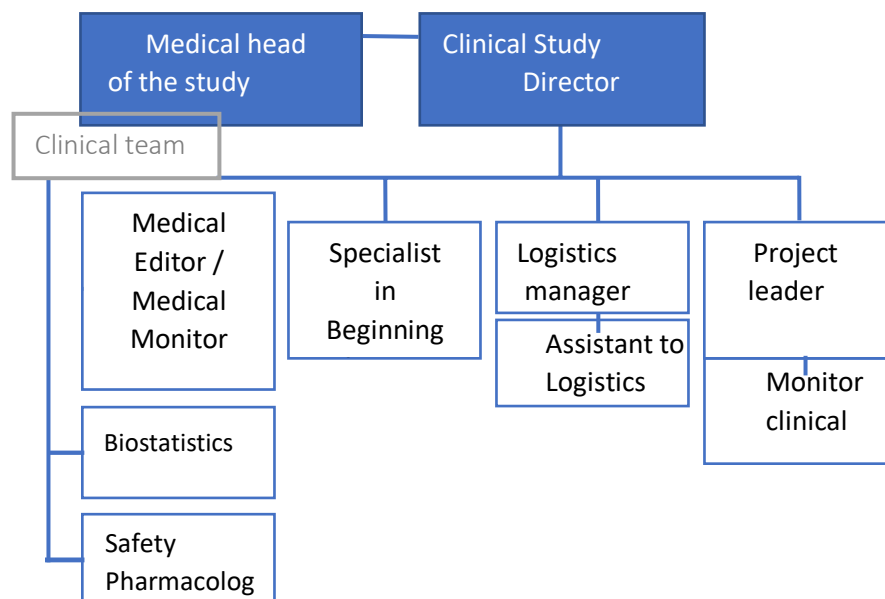 Medical head
of the study
Clinical Study
Director
Clinical team
Medical
Editor /
Medical
Monitor
Specialist
in
Beginning
Logistics
manager
Project
leader
Assistant to
Logistics
Monitor
clinical
Biostatistics
Safety
Pharmacolog